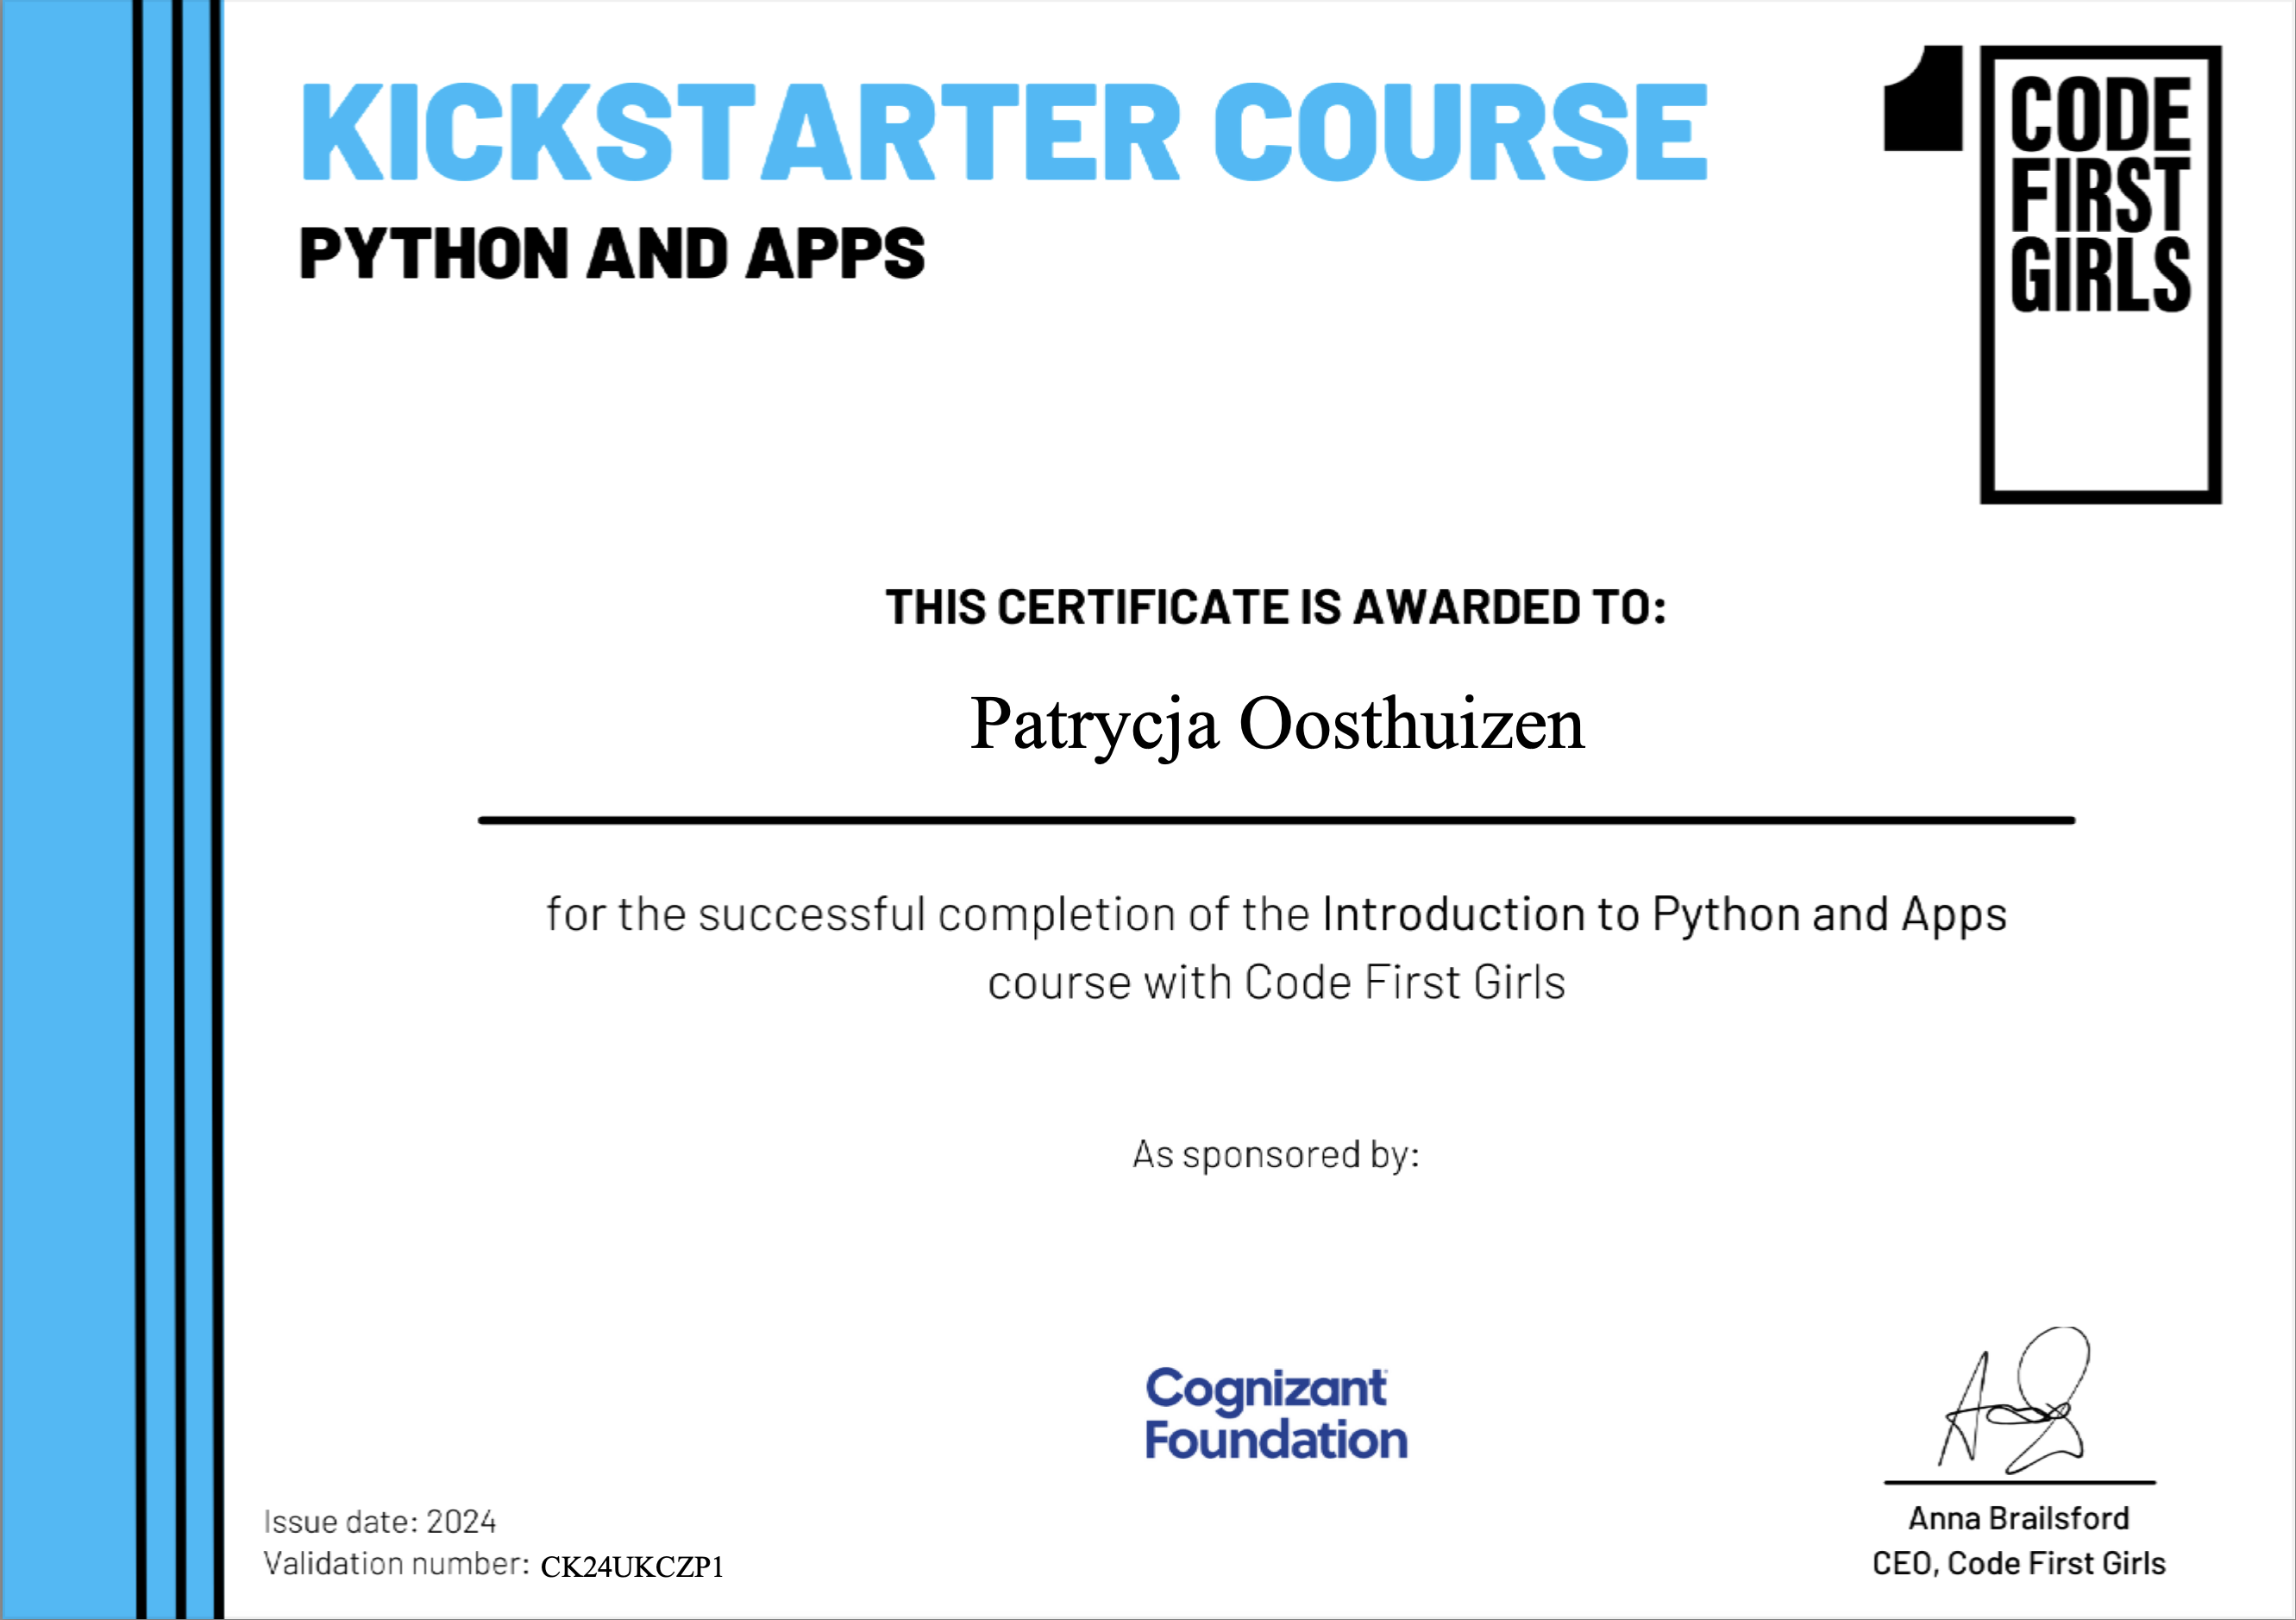 KICKSTARTER COURSE
PYTHON AND APPS
CODE
FIRST
GIRLS
THIS CERTIFICATE IS AWARDED TO:
Patrycja Oosthuizen
for the successful completion of the Introduction to Python and Apps
course with Code First Girls
As sponsored by:
Cognizant
Foundation
Issue date: 2024
Validation number: CK24UKCZP1
Anna Brailsford
CEO, Code First Girls